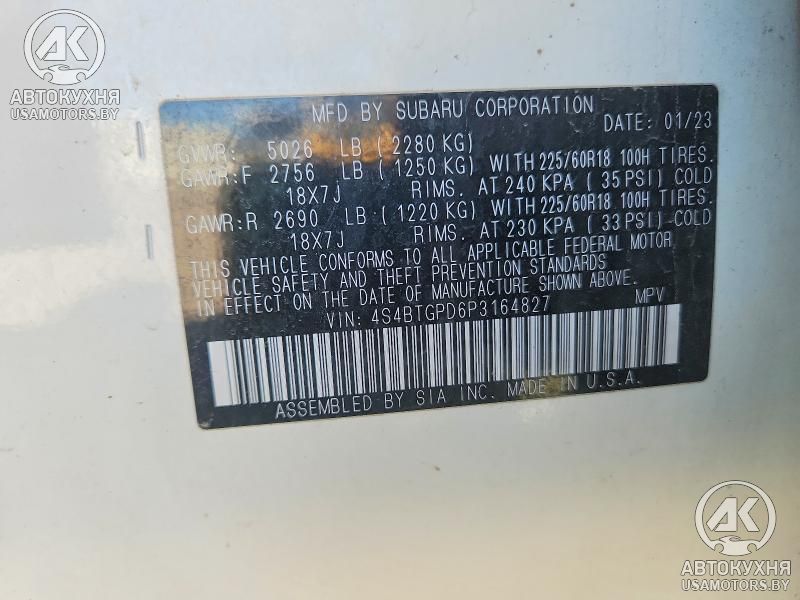 AK
АВТОКУХНЯ
USAMOTORS.BY
MFD BY SUBARU CORPORATION
DATE: 01/23
GVWR: 5026 LB (2280 KG)
GAWR:F 2756 LB (1250 KG) WITH 225/60R18 100H TIRES.
18X7J RIMS. AT 240 KPA (35 PSI) COLD
GAWR:R 2690 LB (1220 KG) WITH 225/60R18 100H TIRES.
18X7J RIMS. AT 230 KPA (33 PSI) COLD
THIS VEHICLE CONFORMS TO ALL APPLICABLE FEDERAL MOTOR
VEHICLE SAFETY AND THEFT PREVENTION STANDARDS
IN EFFECT ON THE DATE OF MANUFACTURE SHOWN ABOVE.
VIN: 4S4BTGPD6P3164827 MPV
ASSEMBLED BY SIA INC. MADE IN U.S.A.
AK
АВТОКУХНЯ
USAMOTORS.BY